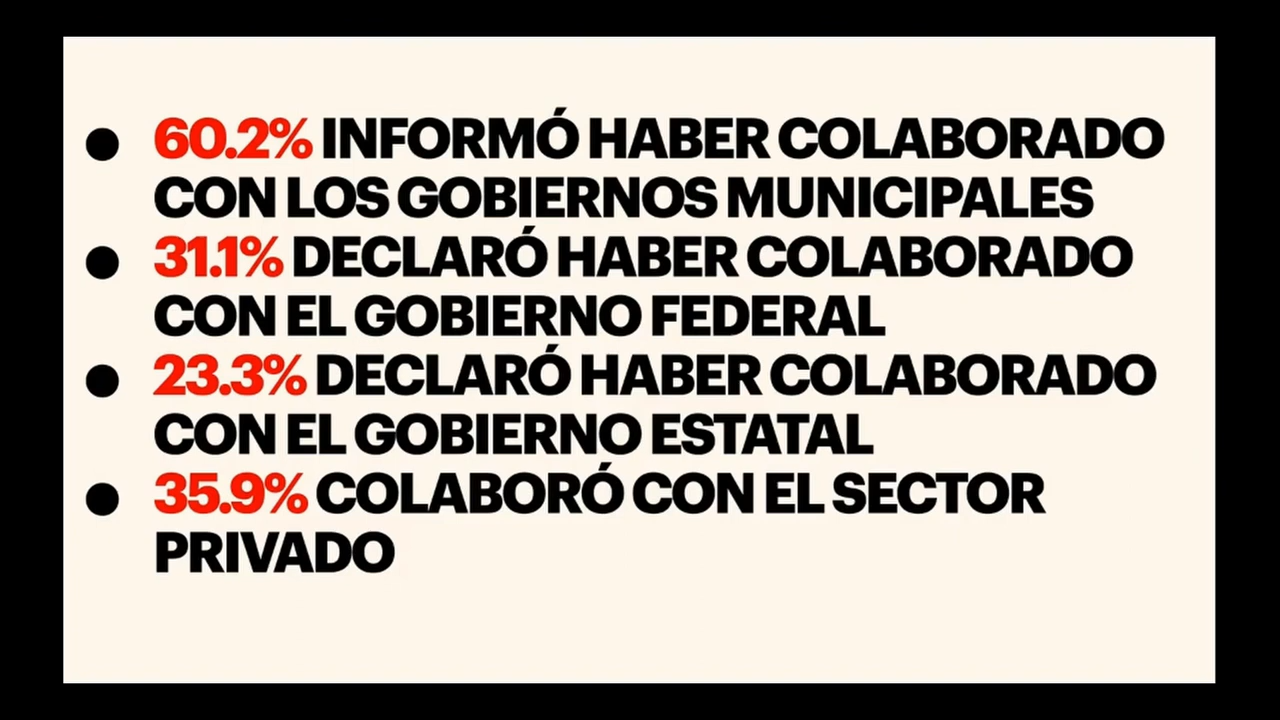 ● 60.2% INFORMÓ HABER COLABORADO
CON LOS GOBIERNOS MUNICIPALES
● 31.1% DECLARÓ HABER COLABORADO
CON EL GOBIERNO FEDERAL
● 23.3% DECLARÓ HABER COLABORADO
CON EL GOBIERNO ESTATAL
● 35.9% COLABORÓ CON EL SECTOR
PRIVADO